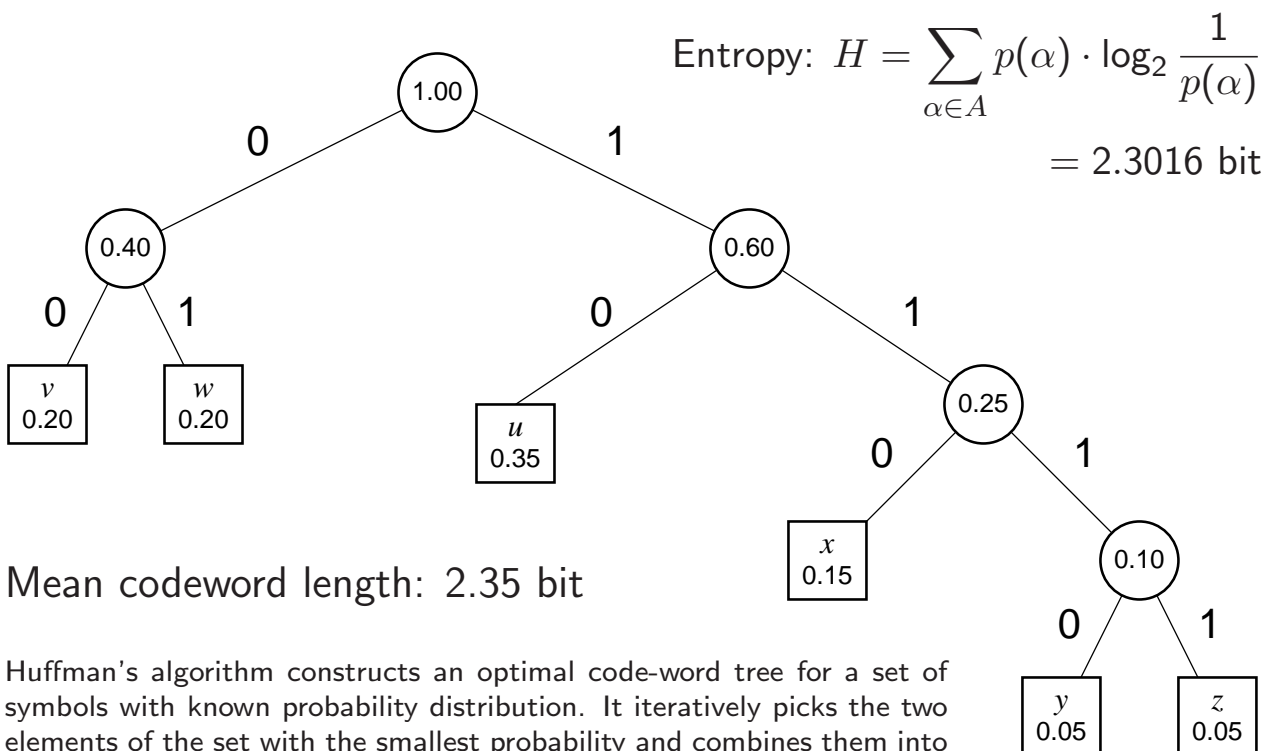 Entropy: H = ∑ p(α) · log₂ 1/p(α)
α∈A
= 2.3016 bit
1.00
0 1
0.40 0.60
0 1 0 1
v 0.20
w 0.20
u 0.35
0.25
0 1
x 0.15
0.10
0 1
y 0.05
z 0.05
Mean codeword length: 2.35 bit
Huffman's algorithm constructs an optimal code-word tree for a set of
symbols with known probability distribution. It iteratively picks the two
elements of the set with the smallest probability and combines them into